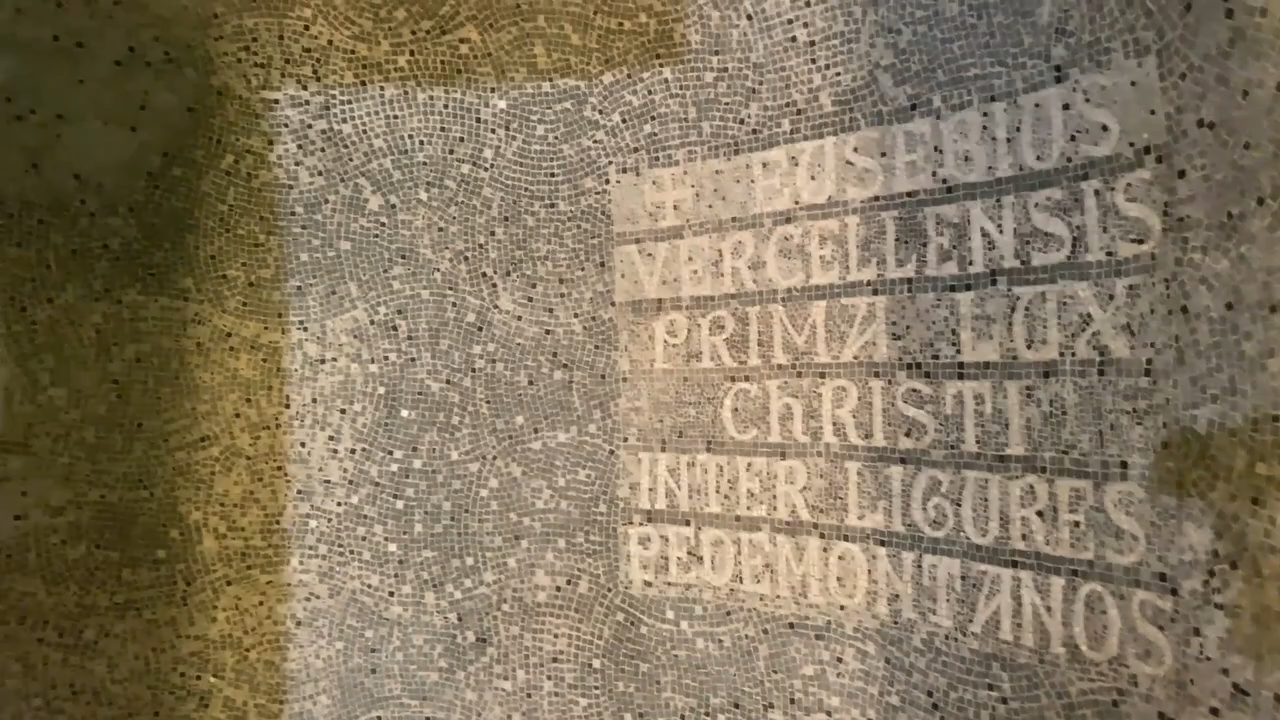 + EUSEBIUS
VERCELLENSIS
PRIMA LUX
ChRISTI
INTER LIGURES
PEDEMONTANOS